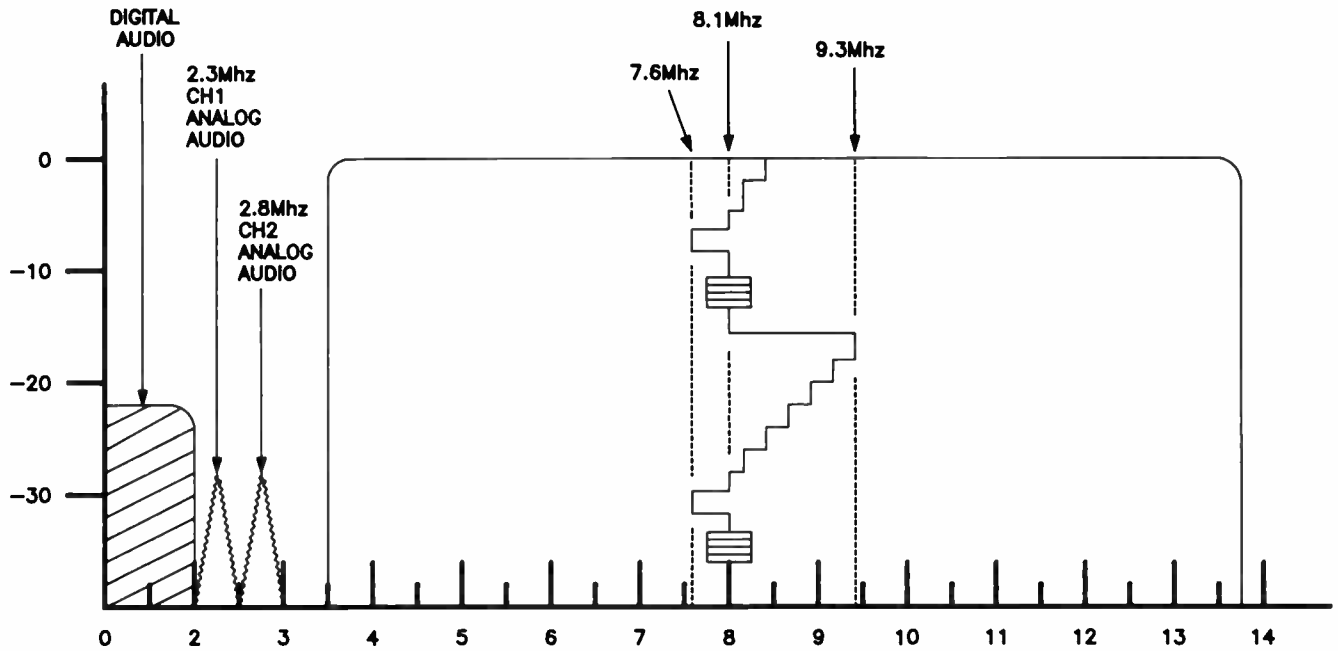 DIGITAL
AUDIO
2.3Mhz
CH1
ANALOG
AUDIO
2.8Mhz
CH2
ANALOG
AUDIO
7.6Mhz
8.1Mhz
9.3Mhz
0
-10
-20
-30
0 2 3 4 5 6 7 8 9 10 11 12 13 14